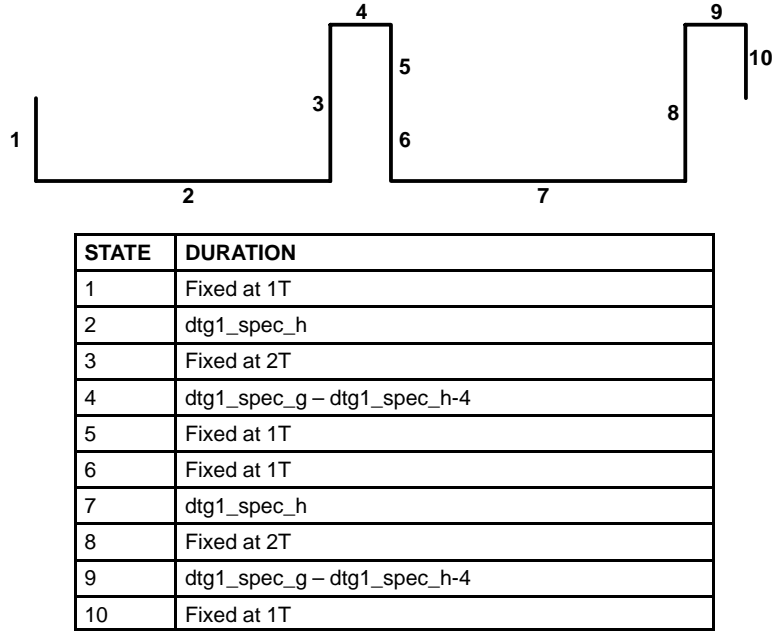 4
9
5
10
3
8
1
6
2
7
STATE DURATION
1 Fixed at 1T
2 dtg1_spec_h
3 Fixed at 2T
4 dtg1_spec_g – dtg1_spec_h-4
5 Fixed at 1T
6 Fixed at 1T
7 dtg1_spec_h
8 Fixed at 2T
9 dtg1_spec_g – dtg1_spec_h-4
10 Fixed at 1T